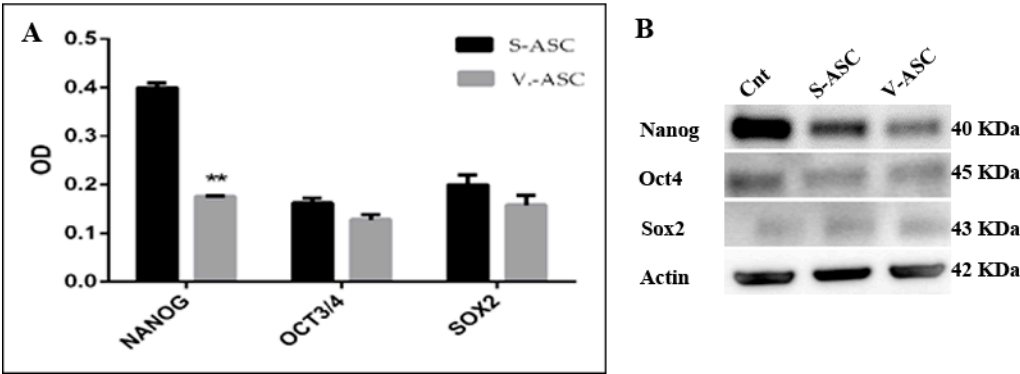 A
0.5
0.4
0.3
0.2
0.1
0.0
OD
S-ASC
V.-ASC
**
NANOG
OCT3/4
SOX2
B
Cnt
S-ASC
V-ASC
Nanog
40 KDa
Oct4
45 KDa
Sox2
43 KDa
Actin
42 KDa